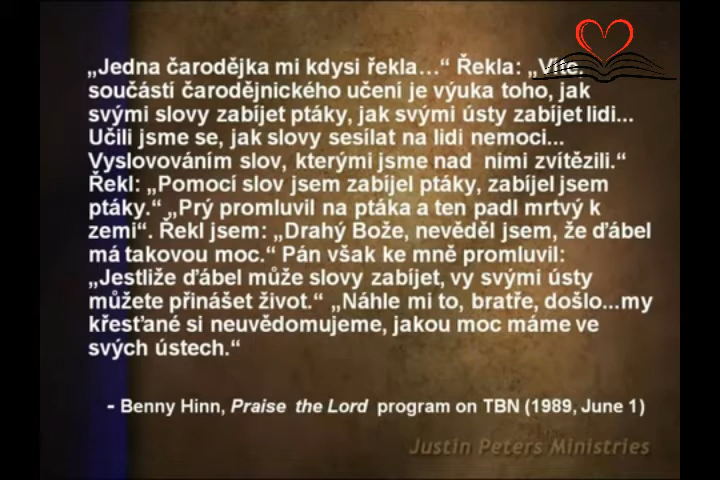 „Jedna čarodějka mi kdysi řekla…“ Řekla: „Víte,
součástí čarodějnického učení je výuka toho, jak
svými slovy zabíjet ptáky, jak svými ústy zabíjet lidi...
Učili jsme se, jak slovy sesílat na lidi nemoci...
Vyslovováním slov, kterými jsme nad nimi zvítězili.“
Řekl: „Pomocí slov jsem zabíjel ptáky, zabíjel jsem
ptáky.“ „Prý promluvil na ptáka a ten padl mrtvý k
zemi“. Řekl jsem: „Drahý Bože, nevěděl jsem, že ďábel
má takovou moc.“ Pán však ke mně promluvil:
„Jestliže ďábel může slovy zabíjet, vy svými ústy
můžete přinášet život.“ „Náhle mi to, bratře, došlo...my
křesťané si neuvědomujeme, jakou moc máme ve
svých ústech.“
- Benny Hinn, Praise the Lord program on TBN (1989, June 1)
Justin Peters Ministries